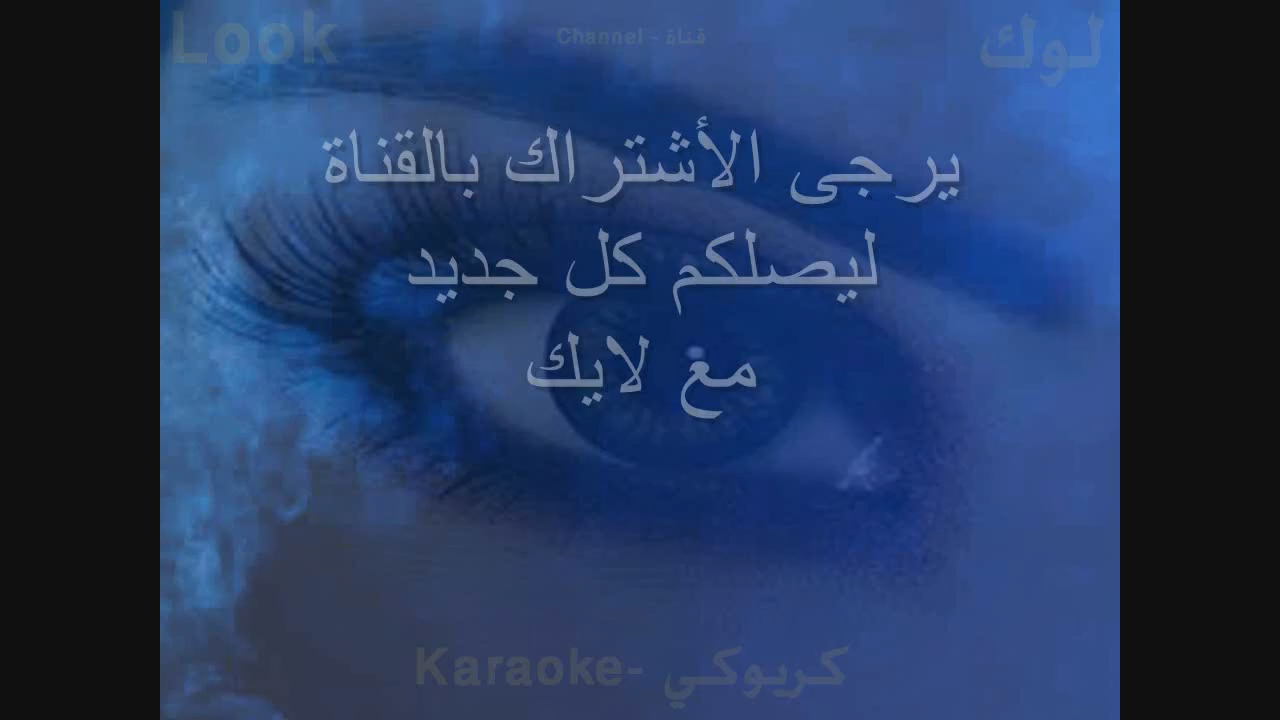 Look
Channel - قناة
لوك
يرجى الأشتراك بالقناة
ليصلكم كل جديد
مغ لايك
Karaoke- كريوكي